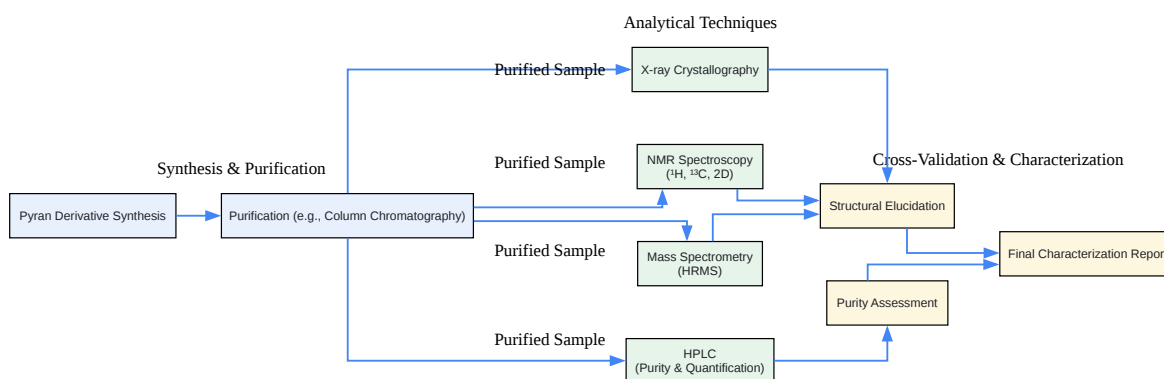 Analytical Techniques
Purified Sample
X-ray Crystallography
Synthesis & Purification
Purified Sample
NMR Spectroscopy
(¹H, ¹³C, 2D)
Cross-Validation & Characterization
Pyran Derivative Synthesis
Purification (e.g., Column Chromatography)
Structural Elucidation
Purified Sample
Mass Spectrometry
(HRMS)
Final Characterization Report
Purity Assessment
Purified Sample
HPLC
(Purity & Quantification)